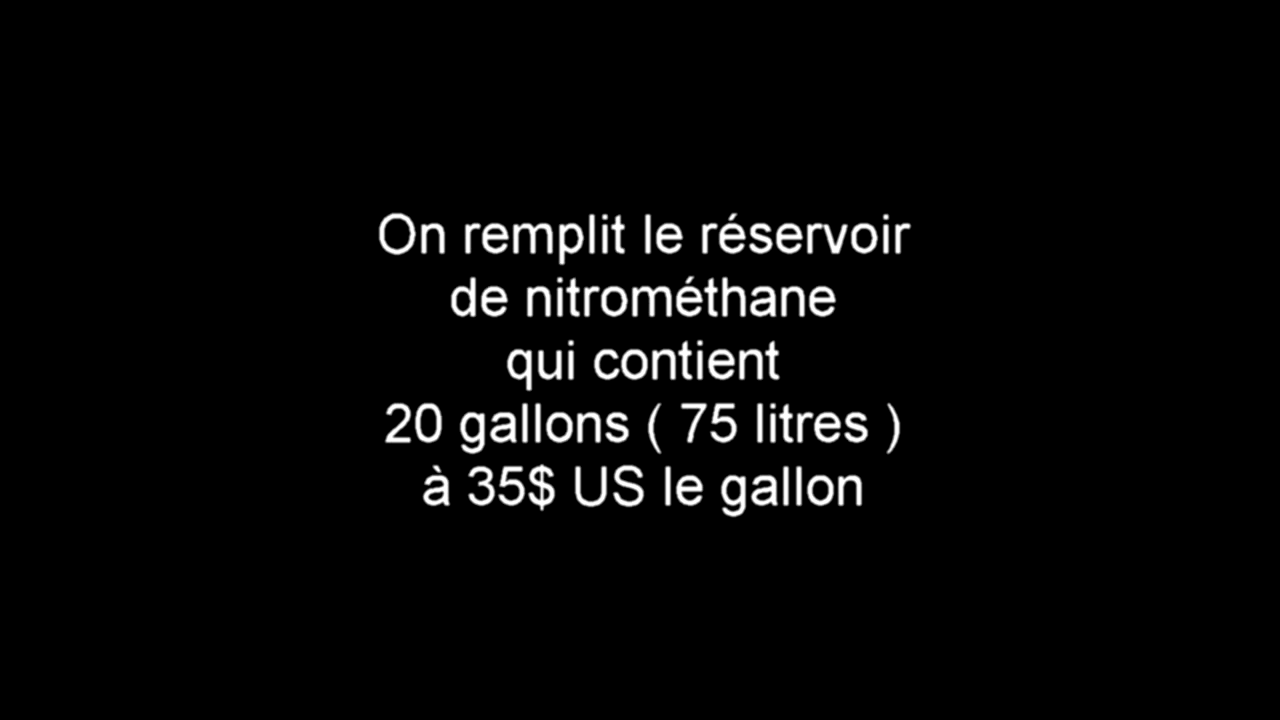 On remplit le réservoir
de nitrométhane
qui contient
20 gallons ( 75 litres )
à 35$ US le gallon